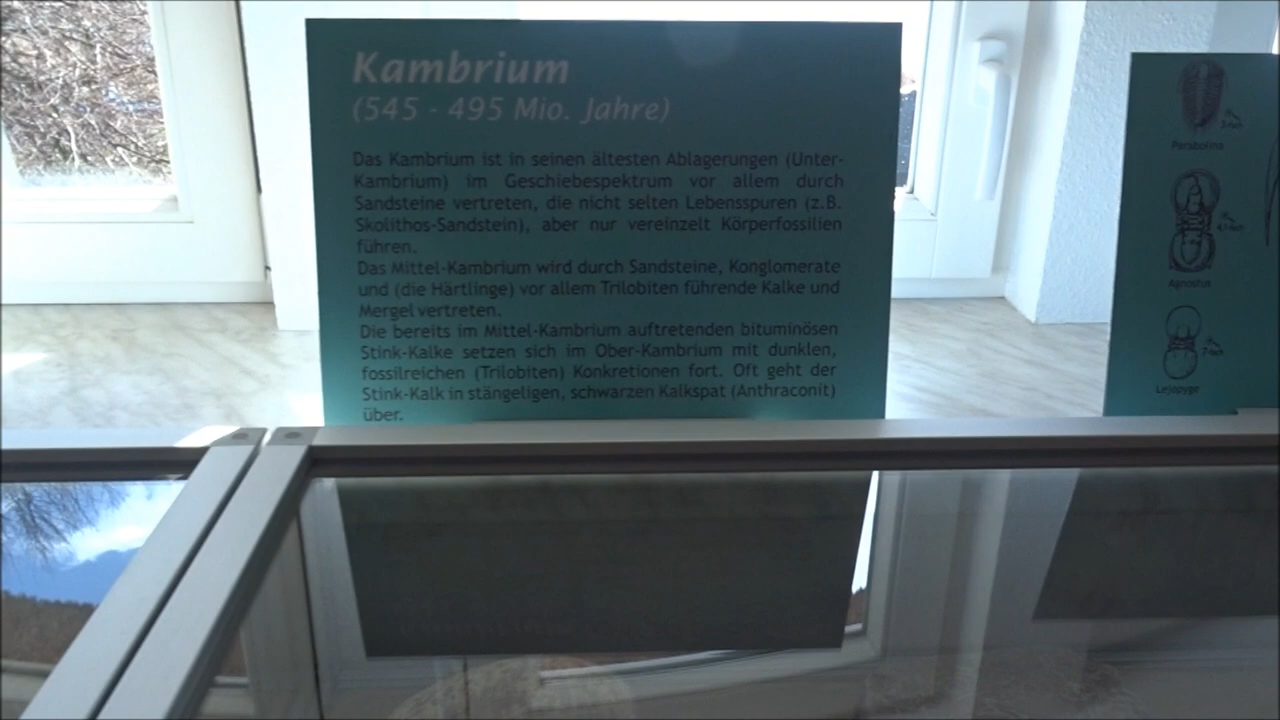 Kambrium
(545 - 495 Mio. Jahre)
Das Kambrium ist in seinen ältesten Ablagerungen (Unter-
Kambrium) im Geschiebespektrum vor allem durch
Sandsteine vertreten, die nicht selten Lebensspuren (z.B.
Skolithos-Sandstein), aber nur vereinzelt Körperfossilien
führen.
Das Mittel-Kambrium wird durch Sandsteine, Konglomerate
und (die Härtlinge) vor allem Trilobiten führende Kalke und
Mergel vertreten.
Die bereits im Mittel-Kambrium auftretenden bituminösen
Stink-Kalke setzen sich im Ober-Kambrium mit dunklen,
fossilreichen (Trilobiten) Konkretionen fort. Oft geht der
Stink-Kalk in stängeligen, schwarzen Kalkspat (Anthraconit)
über.
Parabolina
Agnostus
Lejopyge